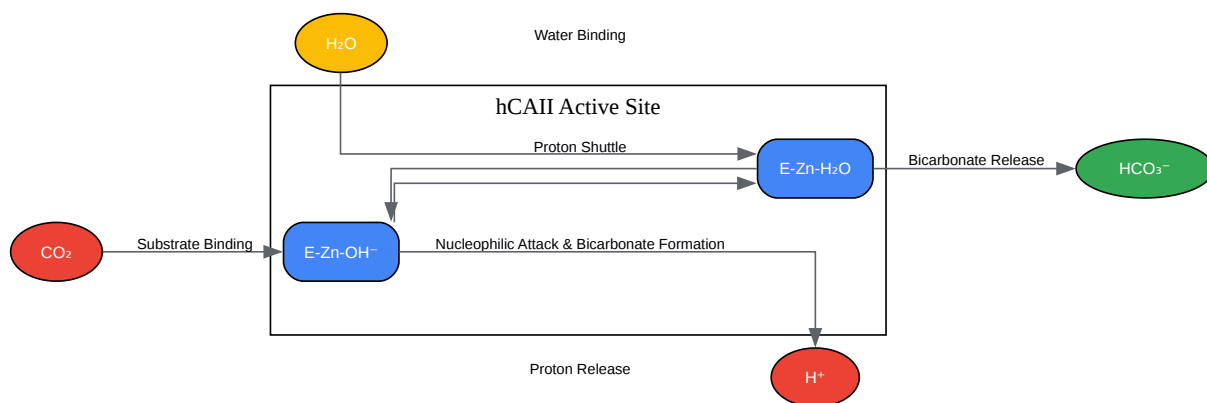 H₂O
Water Binding
hCAII Active Site
Proton Shuttle
E-Zn-H₂O
Bicarbonate Release
HCO₃⁻
CO₂
Substrate Binding
E-Zn-OH⁻
Nucleophilic Attack & Bicarbonate Formation
Proton Release
H⁺